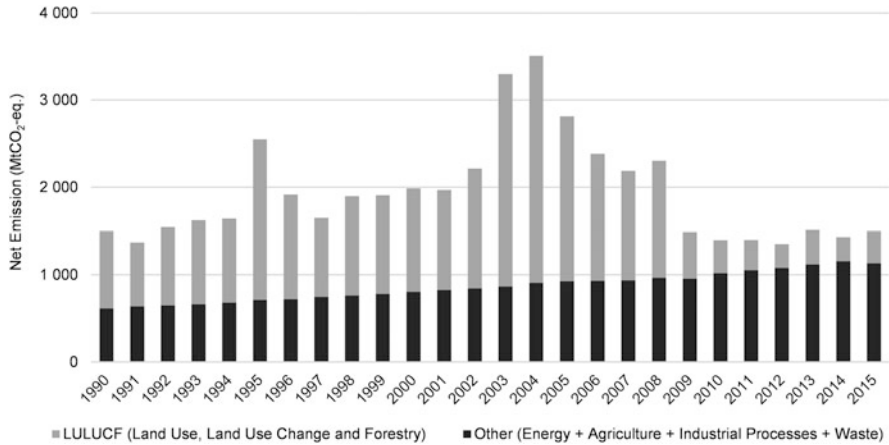 4 000
3 000
2 000
1 000
0
Net Emission (MtCO₂-eq.)
1990 1991 1992 1993 1994 1995 1996 1997 1998 1999 2000 2001 2002 2003 2004 2005 2006 2007 2008 2009 2010 2011 2012 2013 2014 2015
LULUCF (Land Use, Land Use Change and Forestry) Other (Energy + Agriculture + Industrial Processes + Waste)